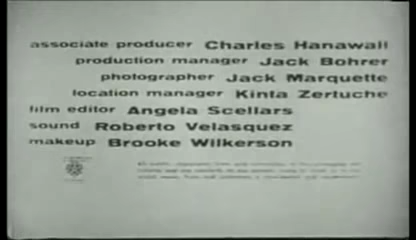 associate producer Charles Hanawalt
production manager Jack Bohrer
photographer Jack Marquette
location manager Kinta Zertuche
film editor Angela Scellars
sound Roberto Velasquez
makeup Brooke Wilkerson